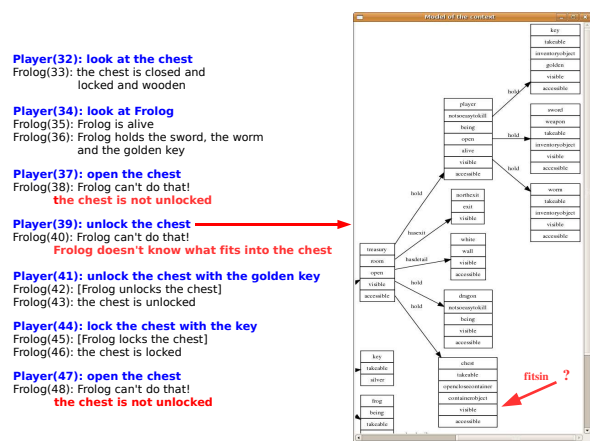 Model of the context
Player(32): look at the chest
Frolog(33): the chest is closed and
locked and wooden
Player(34): look at Frolog
Frolog(35): Frolog is alive
Frolog(36): Frolog holds the sword, the worm
and the golden key
Player(37): open the chest
Frolog(38): Frolog can't do that!
the chest is not unlocked
Player(39): unlock the chest
Frolog(40): Frolog can't do that!
Frolog doesn't know what fits into the chest
Player(41): unlock the chest with the golden key
Frolog(42): [Frolog unlocks the chest]
Frolog(43): the chest is unlocked
Player(44): lock the chest with the key
Frolog(45): [Frolog locks the chest]
Frolog(46): the chest is locked
Player(47): open the chest
Frolog(48): Frolog can't do that!
the chest is not unlocked
key
takeable
inventoryobject
golden
visible
accessible
hold
player
notsoeasytokill
being
open
alive
visible
accessible
hold
sword
weapon
takeable
inventoryobject
visible
accessible
hold
worm
takeable
inventoryobject
visible
accessible
hold
northexit
exit
visible
hasexit
treasury
room
open
visible
accessible
hasdetail
white
wall
visible
accessible
hold
dragon
notsoeasytokill
being
visible
accessible
hold
chest
takeable
openclosecontainer
containerobject
visible
accessible
fitsin ?
key
takeable
silver
frog
being
takeable